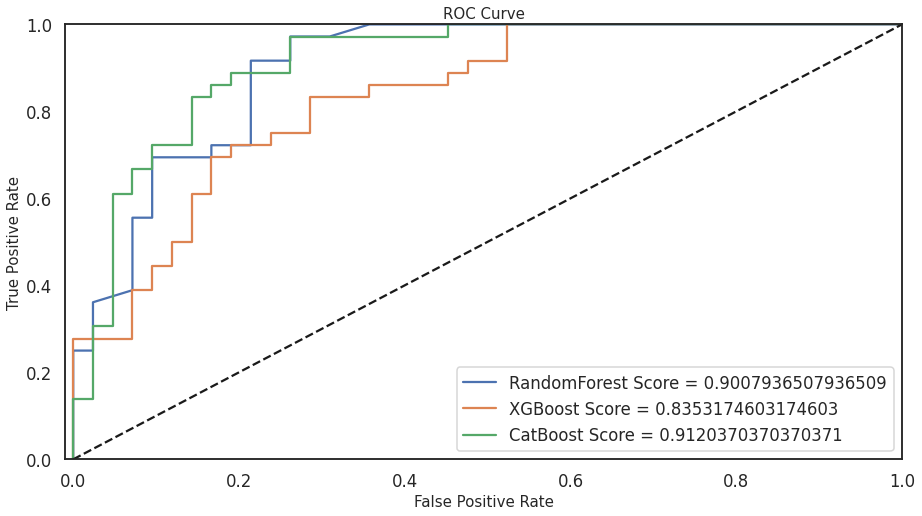 ROC Curve
1.0
0.8
0.6
0.4
0.2
0.0
True Positive Rate
RandomForest Score = 0.9007936507936509
XGBoost Score = 0.8353174603174603
CatBoost Score = 0.9120370370370371
0.0 0.2 0.4 0.6 0.8 1.0
False Positive Rate